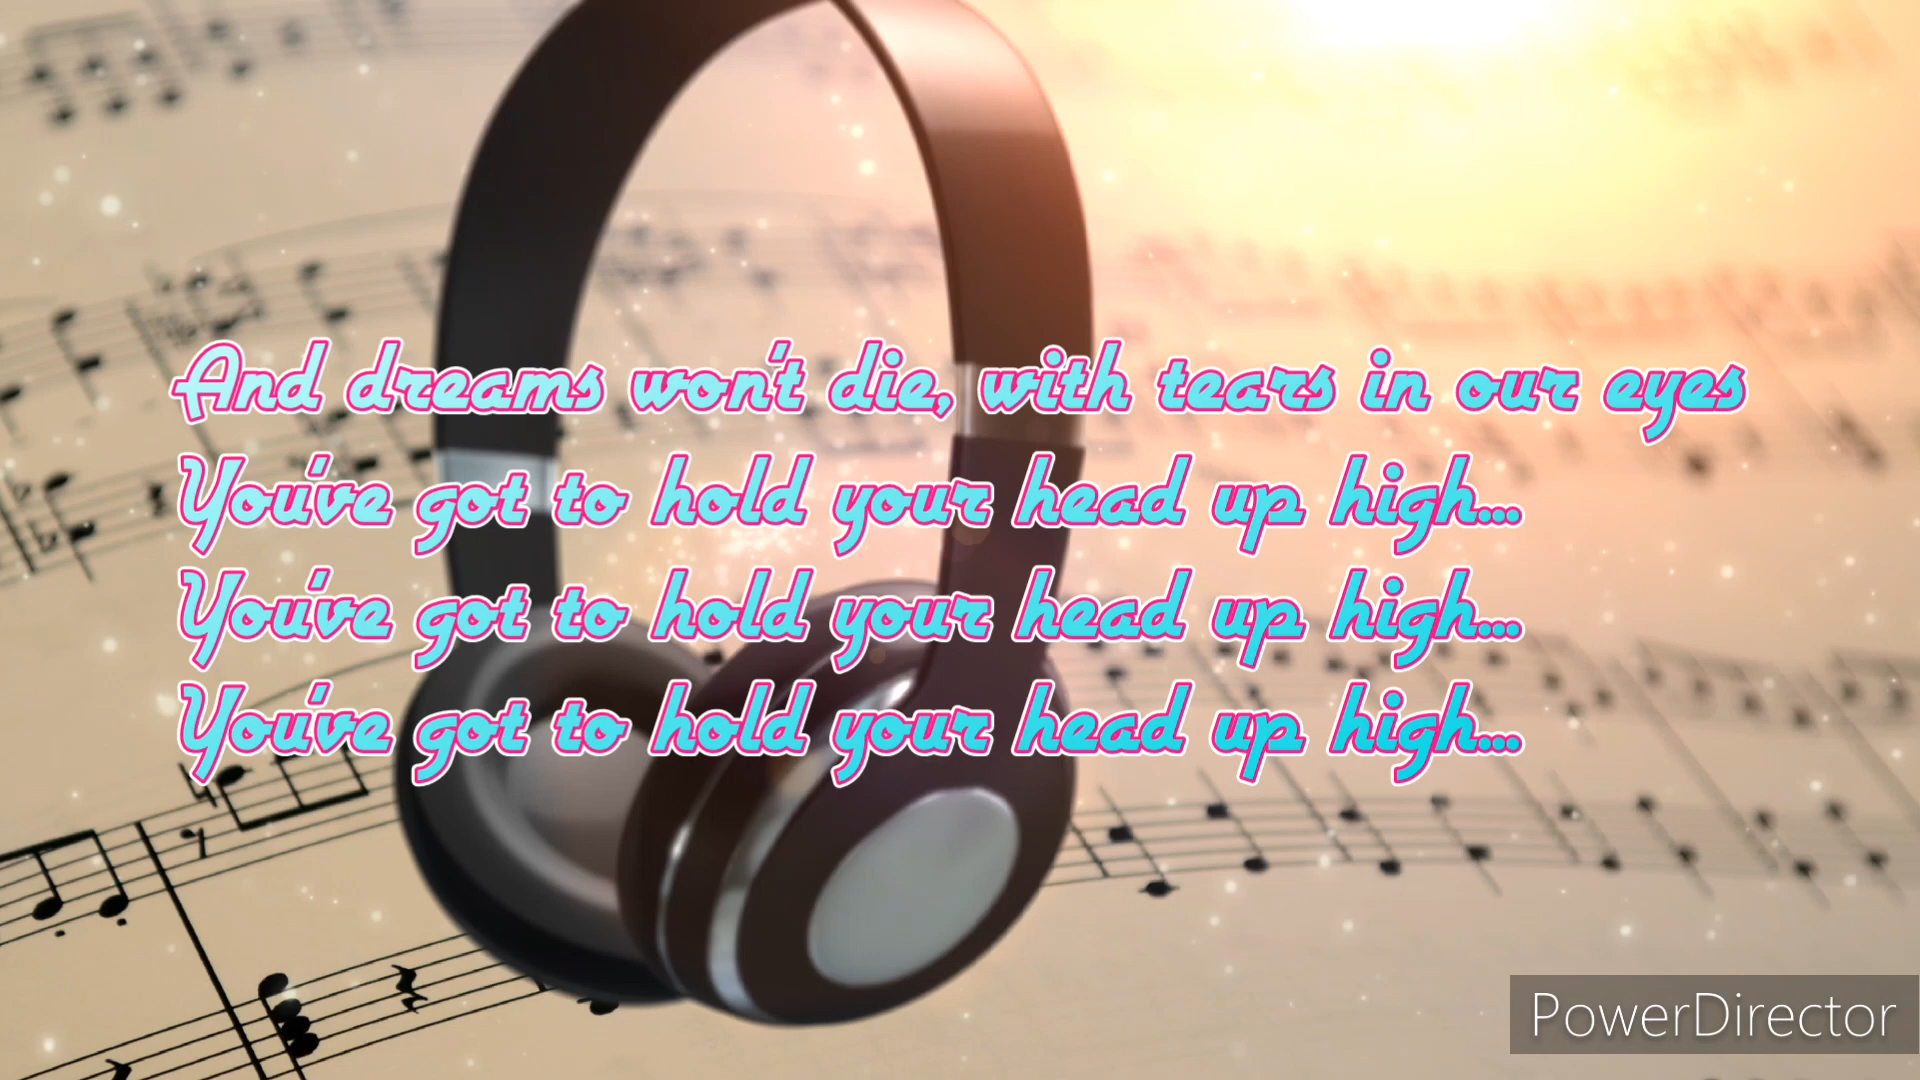 And dreams won't die, with tears in our eyes
You've got to hold your head up high...
You've got to hold your head up high...
You've got to hold your head up high...
PowerDirector